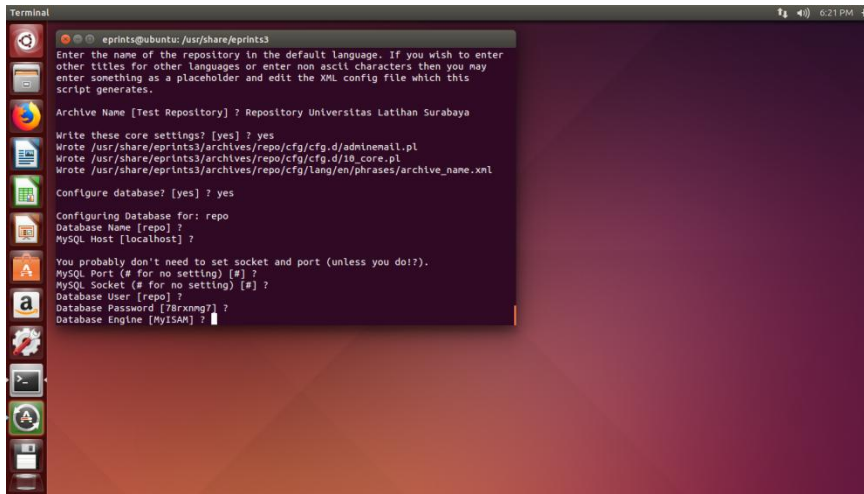 Terminal
6:21 PM
eprints@ubuntu: /usr/share/eprints3
Enter the name of the repository in the default language. If you wish to enter
other titles for other languages or enter non ascii characters then you may
enter something as a placeholder and edit the XML config file which this
script generates.
Archive Name [Test Repository] ? Repository Universitas Latihan Surabaya
Write these core settings? [yes] ? yes
Wrote /usr/share/eprints3/archives/repo/cfg/cfg.d/adminemail.pl
Wrote /usr/share/eprints3/archives/repo/cfg/cfg.d/10_core.pl
Wrote /usr/share/eprints3/archives/repo/cfg/lang/en/phrases/archive_name.xml
Configure database? [yes] ? yes
Configuring Database for: repo
Database Name [repo] ?
MySQL Host [localhost] ?
You probably don't need to set socket and port (unless you do!?).
MySQL Port (# for no setting) [#] ?
MySQL Socket (# for no setting) [#] ?
Database User [repo] ?
Database Password [78rxnmg7] ?
Database Engine [MyISAM] ?